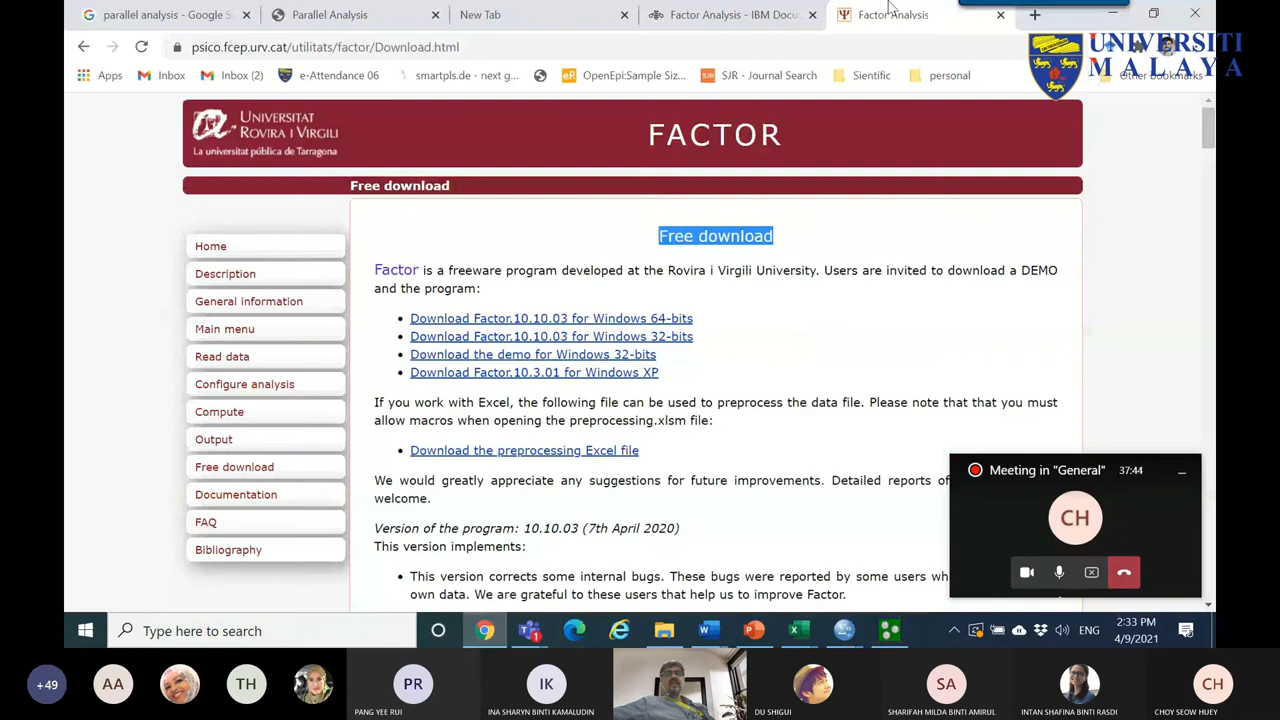 parallel analysis - Google S
Parallel Analysis
New Tab
Factor Analysis - IBM Docu
Factor Analysis
psico.fcep.urv.cat/utilitats/factor/Download.html
UNIVERSITI
MALAYA
Apps
Inbox
Inbox (2)
e-Attendance 06
smartpls.de - next g...
OpenEpi:Sample Siz...
SJR - Journal Search
Sientific
personal
Other bookmarks
UNIVERSITAT
ROVIRA I VIRGILI
La universitat pública de Tarragona
FACTOR
Free download
Home
Description
General information
Main menu
Read data
Configure analysis
Compute
Output
Free download
Documentation
FAQ
Bibliography
Free download
Factor is a freeware program developed at the Rovira i Virgili University. Users are invited to download a DEMO
and the program:
• Download Factor.10.10.03 for Windows 64-bits
• Download Factor.10.10.03 for Windows 32-bits
• Download the demo for Windows 32-bits
• Download Factor.10.3.01 for Windows XP
If you work with Excel, the following file can be used to preprocess the data file. Please note that that you must
allow macros when opening the preprocessing.xlsm file:
• Download the preprocessing Excel file
We would greatly appreciate any suggestions for future improvements. Detailed reports of
welcome.
Version of the program: 10.10.03 (7th April 2020)
This version implements:
• This version corrects some internal bugs. These bugs were reported by some users wh
own data. We are grateful to these users that help us to improve Factor.
Meeting in "General"
37:44
CH
Type here to search
ENG
2:33 PM
4/9/2021
+49
AA
TH
PR
PANG YEE RUI
IK
INA SHARYN BINTI KAMALUDIN
DU SHIGUI
SA
SHARIFAH MILDA BINTI AMIRUL
INTAN SHAFINA BINTI RASDI
CH
CHOY SEOW HUEY